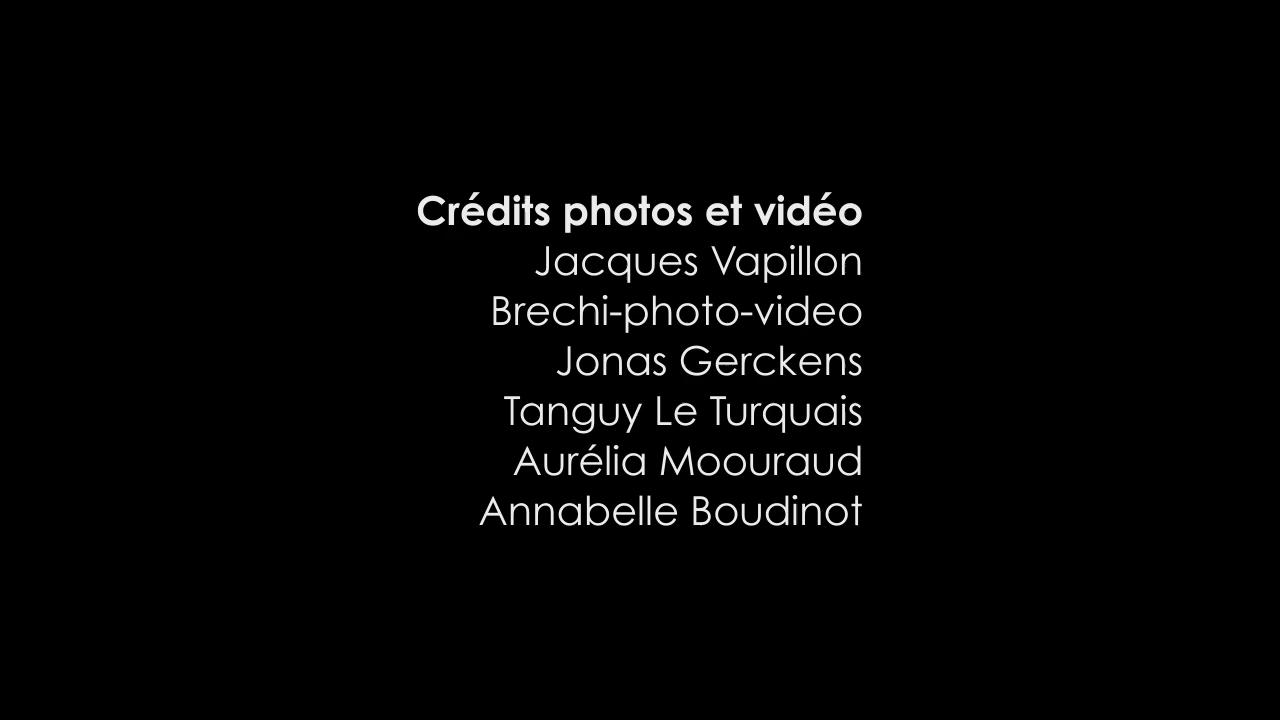 Crédits photos et vidéo
Jacques Vapillon
Brechi-photo-video
Jonas Gerckens
Tanguy Le Turquais
Aurélia Moouraud
Annabelle Boudinot